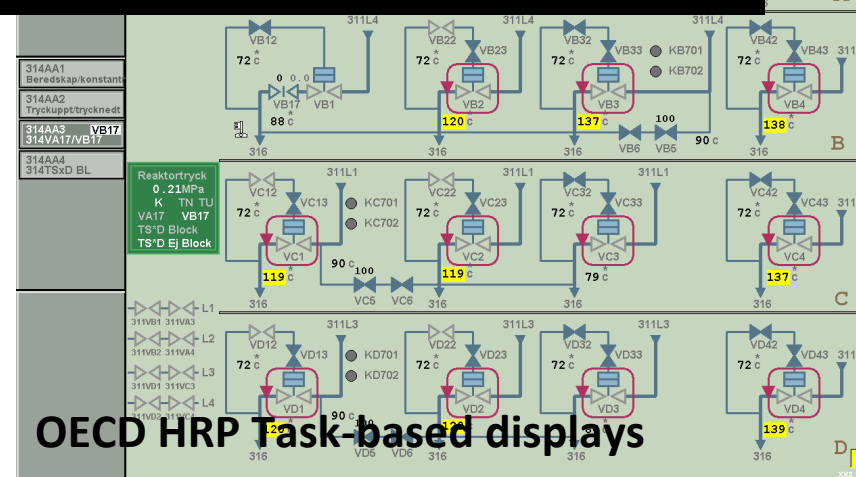 311L4 311L4 311L4
VB12 VB22 VB32 VB42
72 C 72 C 72 C 72 C
VB23 VB33 VB43 311
KB701
KB702
0 0.0
VB17 VB1 VB2 VB3 VB4
88 C 120 C 137 C 138 C
100
VB6 VB5 90 C
316 316 316 316
B
314AA1
Beredskap/konstant
314AA2
Tryckuppt/trycknedt
314AA3 VB17
314VA17/VB17
314AA4
314TSxD BL
Reaktortryck
0.21MPa
K TN TU
VA17 VB17
TS*D Block
TS*D Ej Block
311L1 311L1
VC12 VC22 VC32 VC42
72 C 72 C 72 C 72 C
VC13 VC23 VC33 VC43 311
KC701
KC702
VC1 VC2 VC3 VC4
119 C 119 C 79 C 137 C
90 C
100
VC5 VC6
316 316 316 316
C
L1
311VB1 311VA3
L2
311VB2 311VA4
L3
311VD1 311VC3
L4
311VD2
311L3 311L3 311L3
VD12 VD22 VD32 VD42
72 C 72 C 72 C 72 C
VD13 VD23 VD33 VD43 311
KD701
KD702
VD1 VD2 VD3 VD4
90 C
139 C
VD5 VD6
316 316 316 316
D
OECD HRP Task-based displays